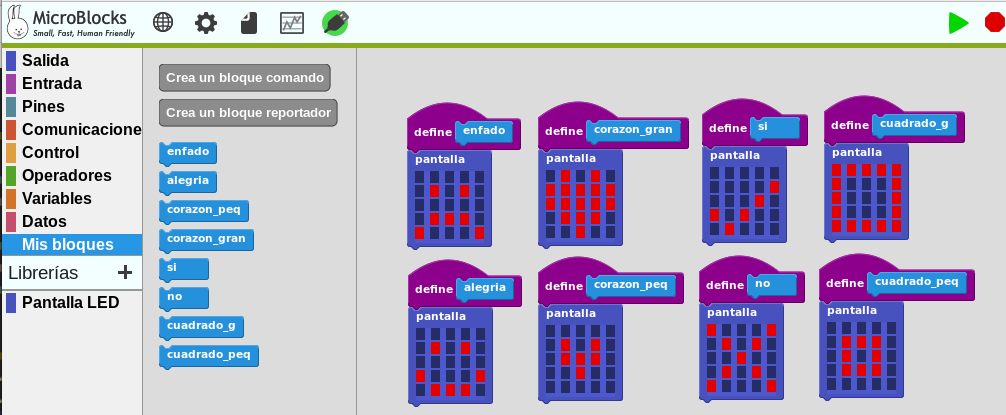 MicroBlocks
Small, Fast, Human Friendly
Salida
Entrada
Pines
Comunicacione
Control
Operadores
Variables
Datos
Mis bloques
Librerías +
Pantalla LED
Crea un bloque comando
Crea un bloque reportador
enfado
alegria
corazon_peq
corazon_gran
si
no
cuadrado_g
cuadrado_peq
define enfado
pantalla
define corazon_gran
pantalla
define si
pantalla
define cuadrado_g
pantalla
define alegria
pantalla
define corazon_peq
pantalla
define no
pantalla
define cuadrado_peq
pantalla